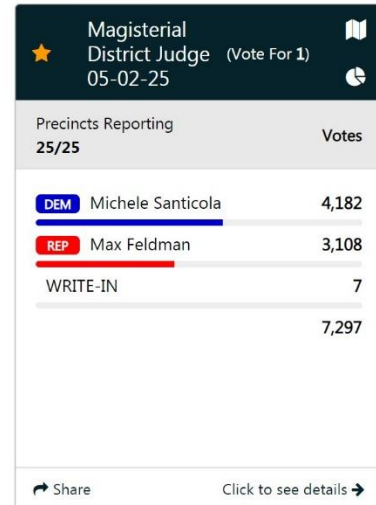 Magisterial
District Judge (Vote For 1)
05-02-25
Precincts Reporting
25/25
Votes
DEM Michele Santicola 4,182
REP Max Feldman 3,108
WRITE-IN 7
7,297
Share Click to see details